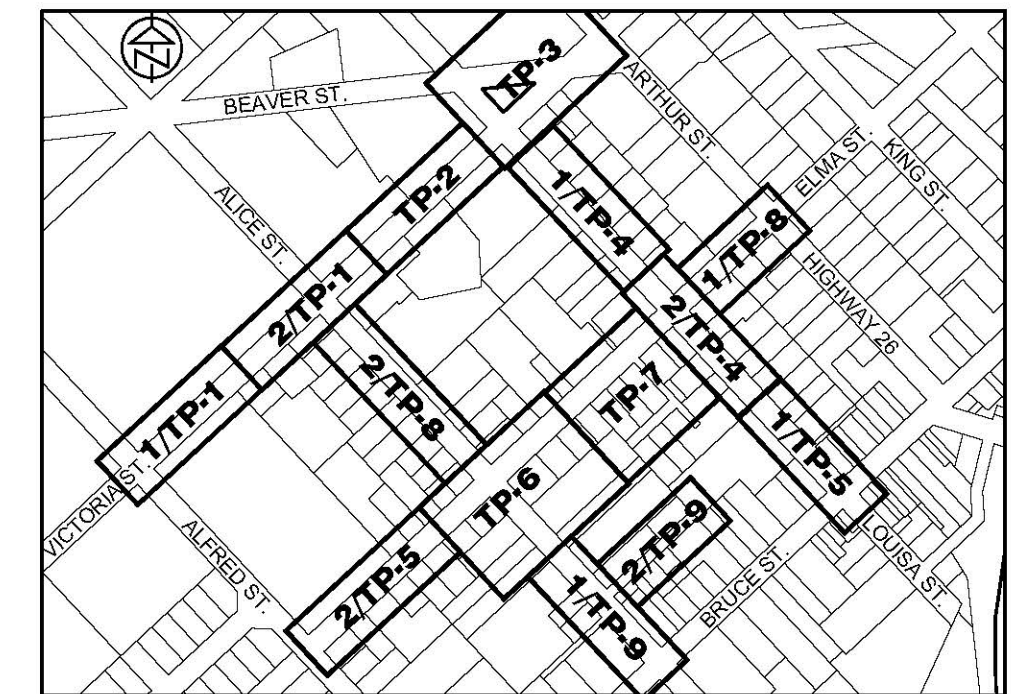 N
TP-3
BEAVER ST.
ARTHUR ST.
ELMA ST.
KING ST.
TP-2
1/TP-4
1/TP-8
ALICE ST.
2/TP-1
2/TP-4
HIGHWAY 26
1/TP-1
2/TP-8
TP-7
1/TP-5
VICTORIA ST.
TP-6
ALFRED ST.
2/TP-5
2/TP-9
1/TP-9
BRUCE ST.
LOUISA ST.